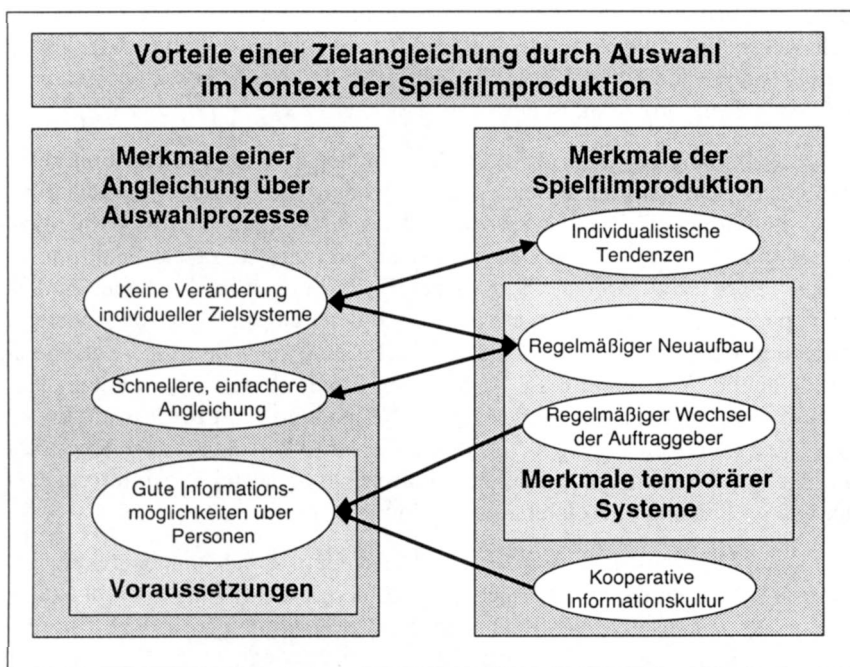 Vorteile einer Zielangleichung durch Auswahl
im Kontext der Spielfilmproduktion
Merkmale einer
Angleichung über
Auswahlprozesse
Keine Veränderung
individueller Zielsysteme
Schnellere, einfachere
Angleichung
Gute Informations-
möglichkeiten über
Personen
Voraussetzungen
Merkmale der
Spielfilmproduktion
Individualistische
Tendenzen
Regelmäßiger Neuaufbau
Regelmäßiger Wechsel
der Auftraggeber
Merkmale temporärer
Systeme
Kooperative
Informationskultur